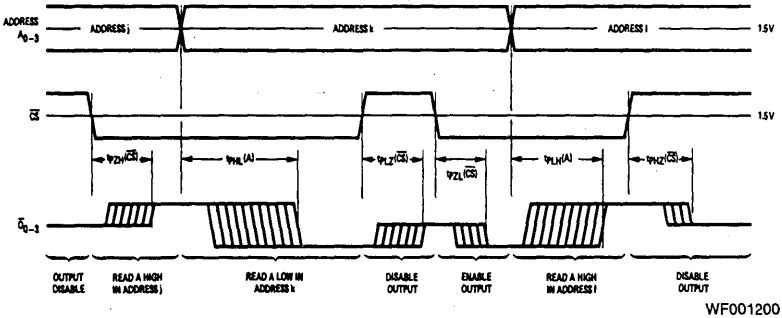 ADDRESS
A0–3
ADDRESS j
ADDRESS k
ADDRESS l
1.5V
CS
1.5V
tPZH(CS)
tPHL(A)
tPLZ(CS)
tPZL(CS)
tPLH(A)
tPHZ(CS)
O0–3
OUTPUT
DISABLE
READ A HIGH
IN ADDRESS j
READ A LOW IN
ADDRESS k
DISABLE
OUTPUT
ENABLE
OUTPUT
READ A HIGH
IN ADDRESS l
DISABLE
OUTPUT
WF001200